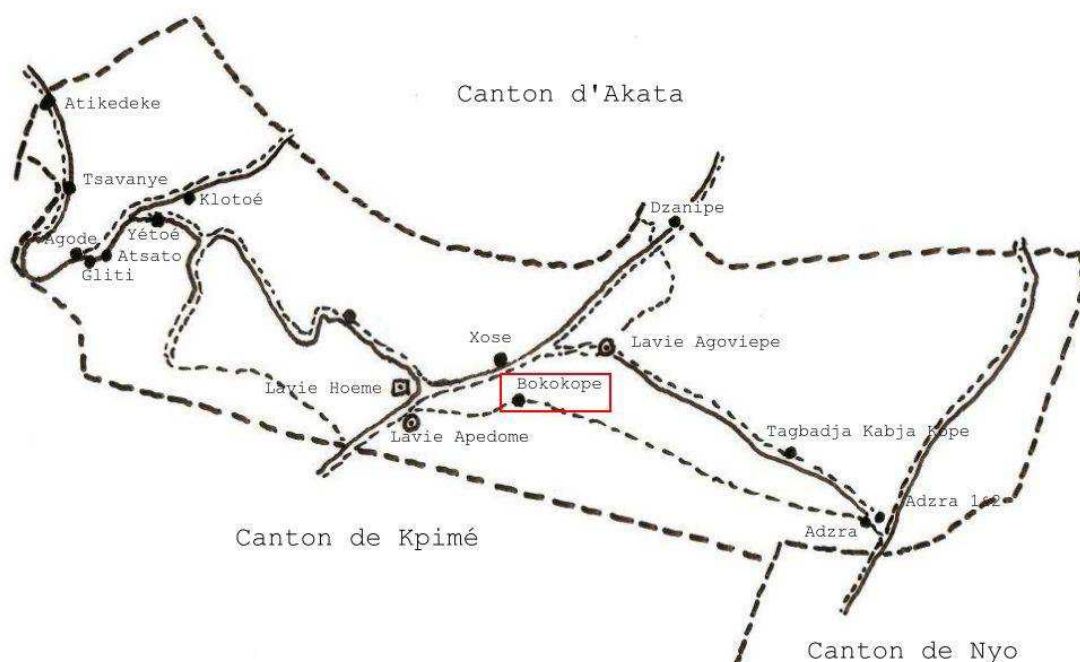 Canton d'Akata
Atikedeke
Tsavanye
Klotoé
Dzanipe
Yétoé
Agode
Atsato
Gliti
Xose
Lavie Agoviepe
Lavie Hoeme
Bokokope
Lavie Apedome
Tagbadja Kabja Kope
Adzra 1&2
Adzra
Canton de Kpimé
Canton de Nyo